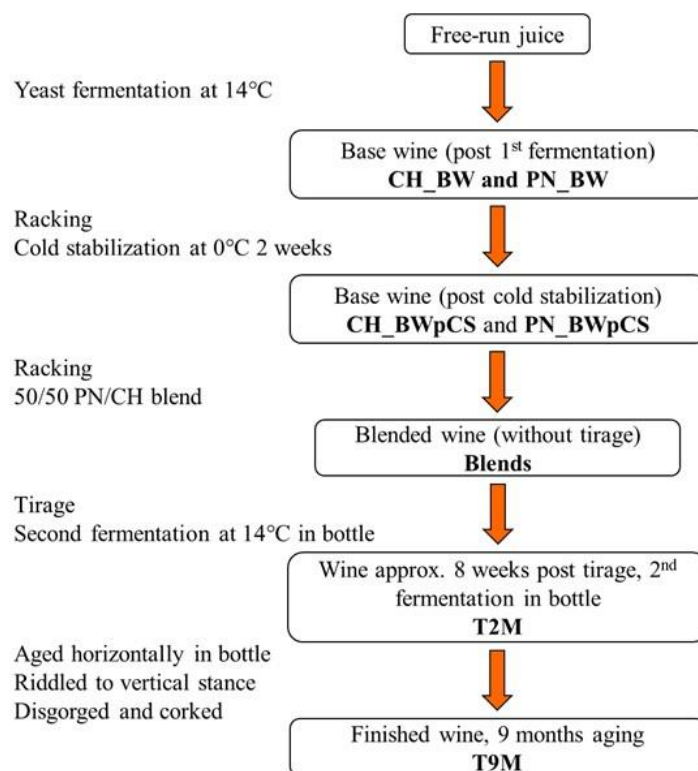 Free-run juice
Yeast fermentation at 14°C
Base wine (post 1st fermentation)
CH_BW and PN_BW
Racking
Cold stabilization at 0°C 2 weeks
Base wine (post cold stabilization)
CH_BWpCS and PN_BWpCS
Racking
50/50 PN/CH blend
Blended wine (without tirage)
Blends
Tirage
Second fermentation at 14°C in bottle
Wine approx. 8 weeks post tirage, 2nd
fermentation in bottle
T2M
Aged horizontally in bottle
Riddled to vertical stance
Disgorged and corked
Finished wine, 9 months aging
T9M